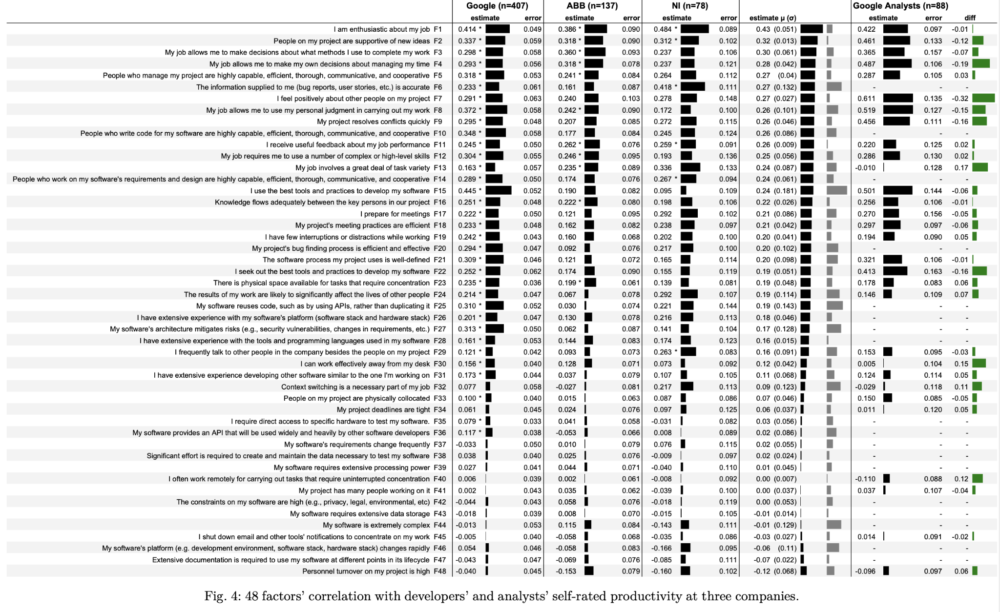 Google (n=407) ABB (n=137) NI (n=78) Google Analysts (n=88)
estimate error estimate error estimate error estimate μ (σ) estimate error diff
I am enthusiastic about my job F1 0.414 * 0.049 0.386 * 0.090 0.484 * 0.089 0.43 (0.051) 0.422 0.097 -0.01
People on my project are supportive of new ideas F2 0.337 * 0.059 0.318 * 0.090 0.312 * 0.102 0.32 (0.013) 0.461 0.133 -0.12
My job allows me to make decisions about what methods I use to complete my work F3 0.298 * 0.058 0.360 * 0.093 0.237 0.106 0.30 (0.061) 0.365 0.157 -0.07
My job allows me to make my own decisions about managing my time F4 0.293 * 0.056 0.318 * 0.078 0.237 0.121 0.28 (0.042) 0.487 0.106 -0.19
People who manage my project are highly capable, efficient, thorough, communicative, and cooperative F5 0.318 * 0.053 0.241 * 0.084 0.264 0.112 0.27 (0.04) 0.287 0.105 0.03
The information supplied to me (bug reports, user stories, etc.) is accurate F6 0.233 * 0.061 0.161 0.087 0.418 * 0.111 0.27 (0.132) - - -
I feel positively about other people on my project F7 0.291 * 0.063 0.240 0.103 0.278 0.148 0.27 (0.027) 0.611 0.135 -0.32
My job allows me to use my personal judgment in carrying out my work F8 0.372 * 0.058 0.242 * 0.090 0.172 0.100 0.26 (0.101) 0.519 0.127 -0.15
My project resolves conflicts quickly F9 0.295 * 0.048 0.207 0.085 0.272 0.115 0.26 (0.046) 0.456 0.111 -0.16
People who write code for my software are highly capable, efficient, thorough, communicative, and cooperative F10 0.348 * 0.058 0.177 0.084 0.245 0.124 0.26 (0.086) - - -
I receive useful feedback about my job performance F11 0.245 * 0.050 0.262 * 0.076 0.259 * 0.091 0.26 (0.009) 0.220 0.125 0.02
My job requires me to use a number of complex or high-level skills F12 0.304 * 0.055 0.246 * 0.095 0.193 0.136 0.25 (0.056) 0.286 0.130 0.02
My job involves a great deal of task variety F13 0.163 * 0.057 0.235 * 0.089 0.336 0.133 0.24 (0.087) -0.010 0.128 0.17
People who work on my software's requirements and design are highly capable, efficient, thorough, communicative, and cooperative F14 0.289 * 0.050 0.174 0.076 0.267 * 0.094 0.24 (0.061) - - -
I use the best tools and practices to develop my software F15 0.445 * 0.052 0.190 0.082 0.095 0.109 0.24 (0.181) 0.501 0.144 -0.06
Knowledge flows adequately between the key persons in our project F16 0.251 * 0.048 0.222 * 0.080 0.198 0.106 0.22 (0.026) 0.256 0.106 -0.01
I prepare for meetings F17 0.222 * 0.050 0.121 0.095 0.292 0.102 0.21 (0.086) 0.270 0.156 -0.05
My project's meeting practices are efficient F18 0.233 * 0.048 0.162 0.082 0.238 0.097 0.21 (0.042) 0.297 0.097 -0.06
I have few interruptions or distractions while working F19 0.242 * 0.043 0.160 0.068 0.202 0.100 0.20 (0.041) 0.194 0.090 0.05
My project's bug finding process is efficient and effective F20 0.294 * 0.047 0.092 0.076 0.217 0.100 0.20 (0.102) - - -
The software process my project uses is well-defined F21 0.309 * 0.046 0.121 0.072 0.165 0.114 0.20 (0.098) 0.321 0.106 -0.01
I seek out the best tools and practices to develop my software F22 0.252 * 0.062 0.174 0.090 0.155 0.119 0.19 (0.051) 0.413 0.163 -0.16
There is physical space available for tasks that require concentration F23 0.235 * 0.036 0.199 * 0.061 0.139 0.081 0.19 (0.048) 0.178 0.083 0.06
The results of my work are likely to significantly affect the lives of other people F24 0.214 * 0.047 0.067 0.078 0.292 0.107 0.19 (0.114) 0.146 0.109 0.07
My software reuses code, such as by using APIs, rather than duplicating it F25 0.310 * 0.052 0.030 0.074 0.221 0.144 0.19 (0.143) - - -
I have extensive experience with my software's platform (software stack and hardware stack) F26 0.201 * 0.047 0.130 0.078 0.216 0.113 0.18 (0.046) - - -
My software's architecture mitigates risks (e.g., security vulnerabilities, changes in requirements, etc.) F27 0.313 * 0.050 0.062 0.087 0.141 0.104 0.17 (0.128) - - -
I have extensive experience with the tools and programming languages used in my software F28 0.161 * 0.053 0.144 0.083 0.174 0.123 0.16 (0.015) - - -
I frequently talk to other people in the company besides the people on my project F29 0.121 * 0.042 0.093 0.073 0.263 * 0.083 0.16 (0.091) 0.153 0.095 -0.03
I can work effectively away from my desk F30 0.156 * 0.040 0.128 0.071 0.073 0.092 0.12 (0.042) 0.005 0.104 0.15
I have extensive experience developing other software similar to the one I'm working on F31 0.173 * 0.044 0.037 0.079 0.107 0.105 0.11 (0.068) 0.124 0.114 0.05
Context switching is a necessary part of my job F32 0.077 0.058 -0.027 0.081 0.217 0.113 0.09 (0.123) -0.029 0.118 0.11
People on my project are physically collocated F33 0.100 * 0.040 0.015 0.063 0.087 0.086 0.07 (0.046) 0.150 0.085 -0.05
My project deadlines are tight F34 0.061 0.045 0.024 0.076 0.097 0.125 0.06 (0.037) 0.011 0.120 0.05
I require direct access to specific hardware to test my software. F35 0.079 * 0.033 0.041 0.058 -0.031 0.082 0.03 (0.056) - - -
My software provides an API that will be used widely and heavily by other software developers F36 0.117 * 0.038 -0.053 0.066 0.008 0.089 0.02 (0.086) - - -
My software's requirements change frequently F37 -0.033 0.050 0.010 0.079 0.076 0.115 0.02 (0.055) - - -
Significant effort is required to create and maintain the data necessary to test my software F38 0.038 0.040 0.025 0.076 -0.009 0.097 0.02 (0.024) - - -
My software requires extensive processing power F39 0.027 0.041 0.044 0.071 -0.040 0.110 0.01 (0.045) - - -
I often work remotely for carrying out tasks that require uninterrupted concentration F40 0.006 0.039 0.002 0.061 -0.008 0.092 0.00 (0.007) -0.110 0.088 0.12
My project has many people working on it F41 0.002 0.043 0.035 0.062 -0.039 0.100 0.00 (0.037) 0.037 0.107 -0.04
The constraints on my software are high (e.g., privacy, legal, environmental, etc) F42 -0.044 0.043 0.058 0.076 -0.018 0.119 0.00 (0.053) - - -
My software requires extensive data storage F43 -0.018 0.039 0.008 0.070 -0.015 0.105 -0.01 (0.014) - - -
My software is extremely complex F44 -0.013 0.053 0.115 0.084 -0.143 0.111 -0.01 (0.129) - - -
I shut down email and other tools' notifications to concentrate on my work F45 -0.005 0.040 -0.058 0.068 -0.035 0.086 -0.03 (0.027) 0.014 0.091 -0.02
My software's platform (e.g. development environment, software stack, hardware stack) changes rapidly F46 0.054 0.046 -0.058 0.083 -0.166 0.095 -0.06 (0.11) - - -
Extensive documentation is required to use my software at different points in its lifecycle F47 -0.043 0.047 -0.069 0.076 -0.085 0.111 -0.07 (0.022) - - -
Personnel turnover on my project is high F48 -0.040 0.045 -0.153 0.079 -0.160 0.102 -0.12 (0.068) -0.096 0.097 0.06
Fig. 4: 48 factors' correlation with developers' and analysts' self-rated productivity at three companies.